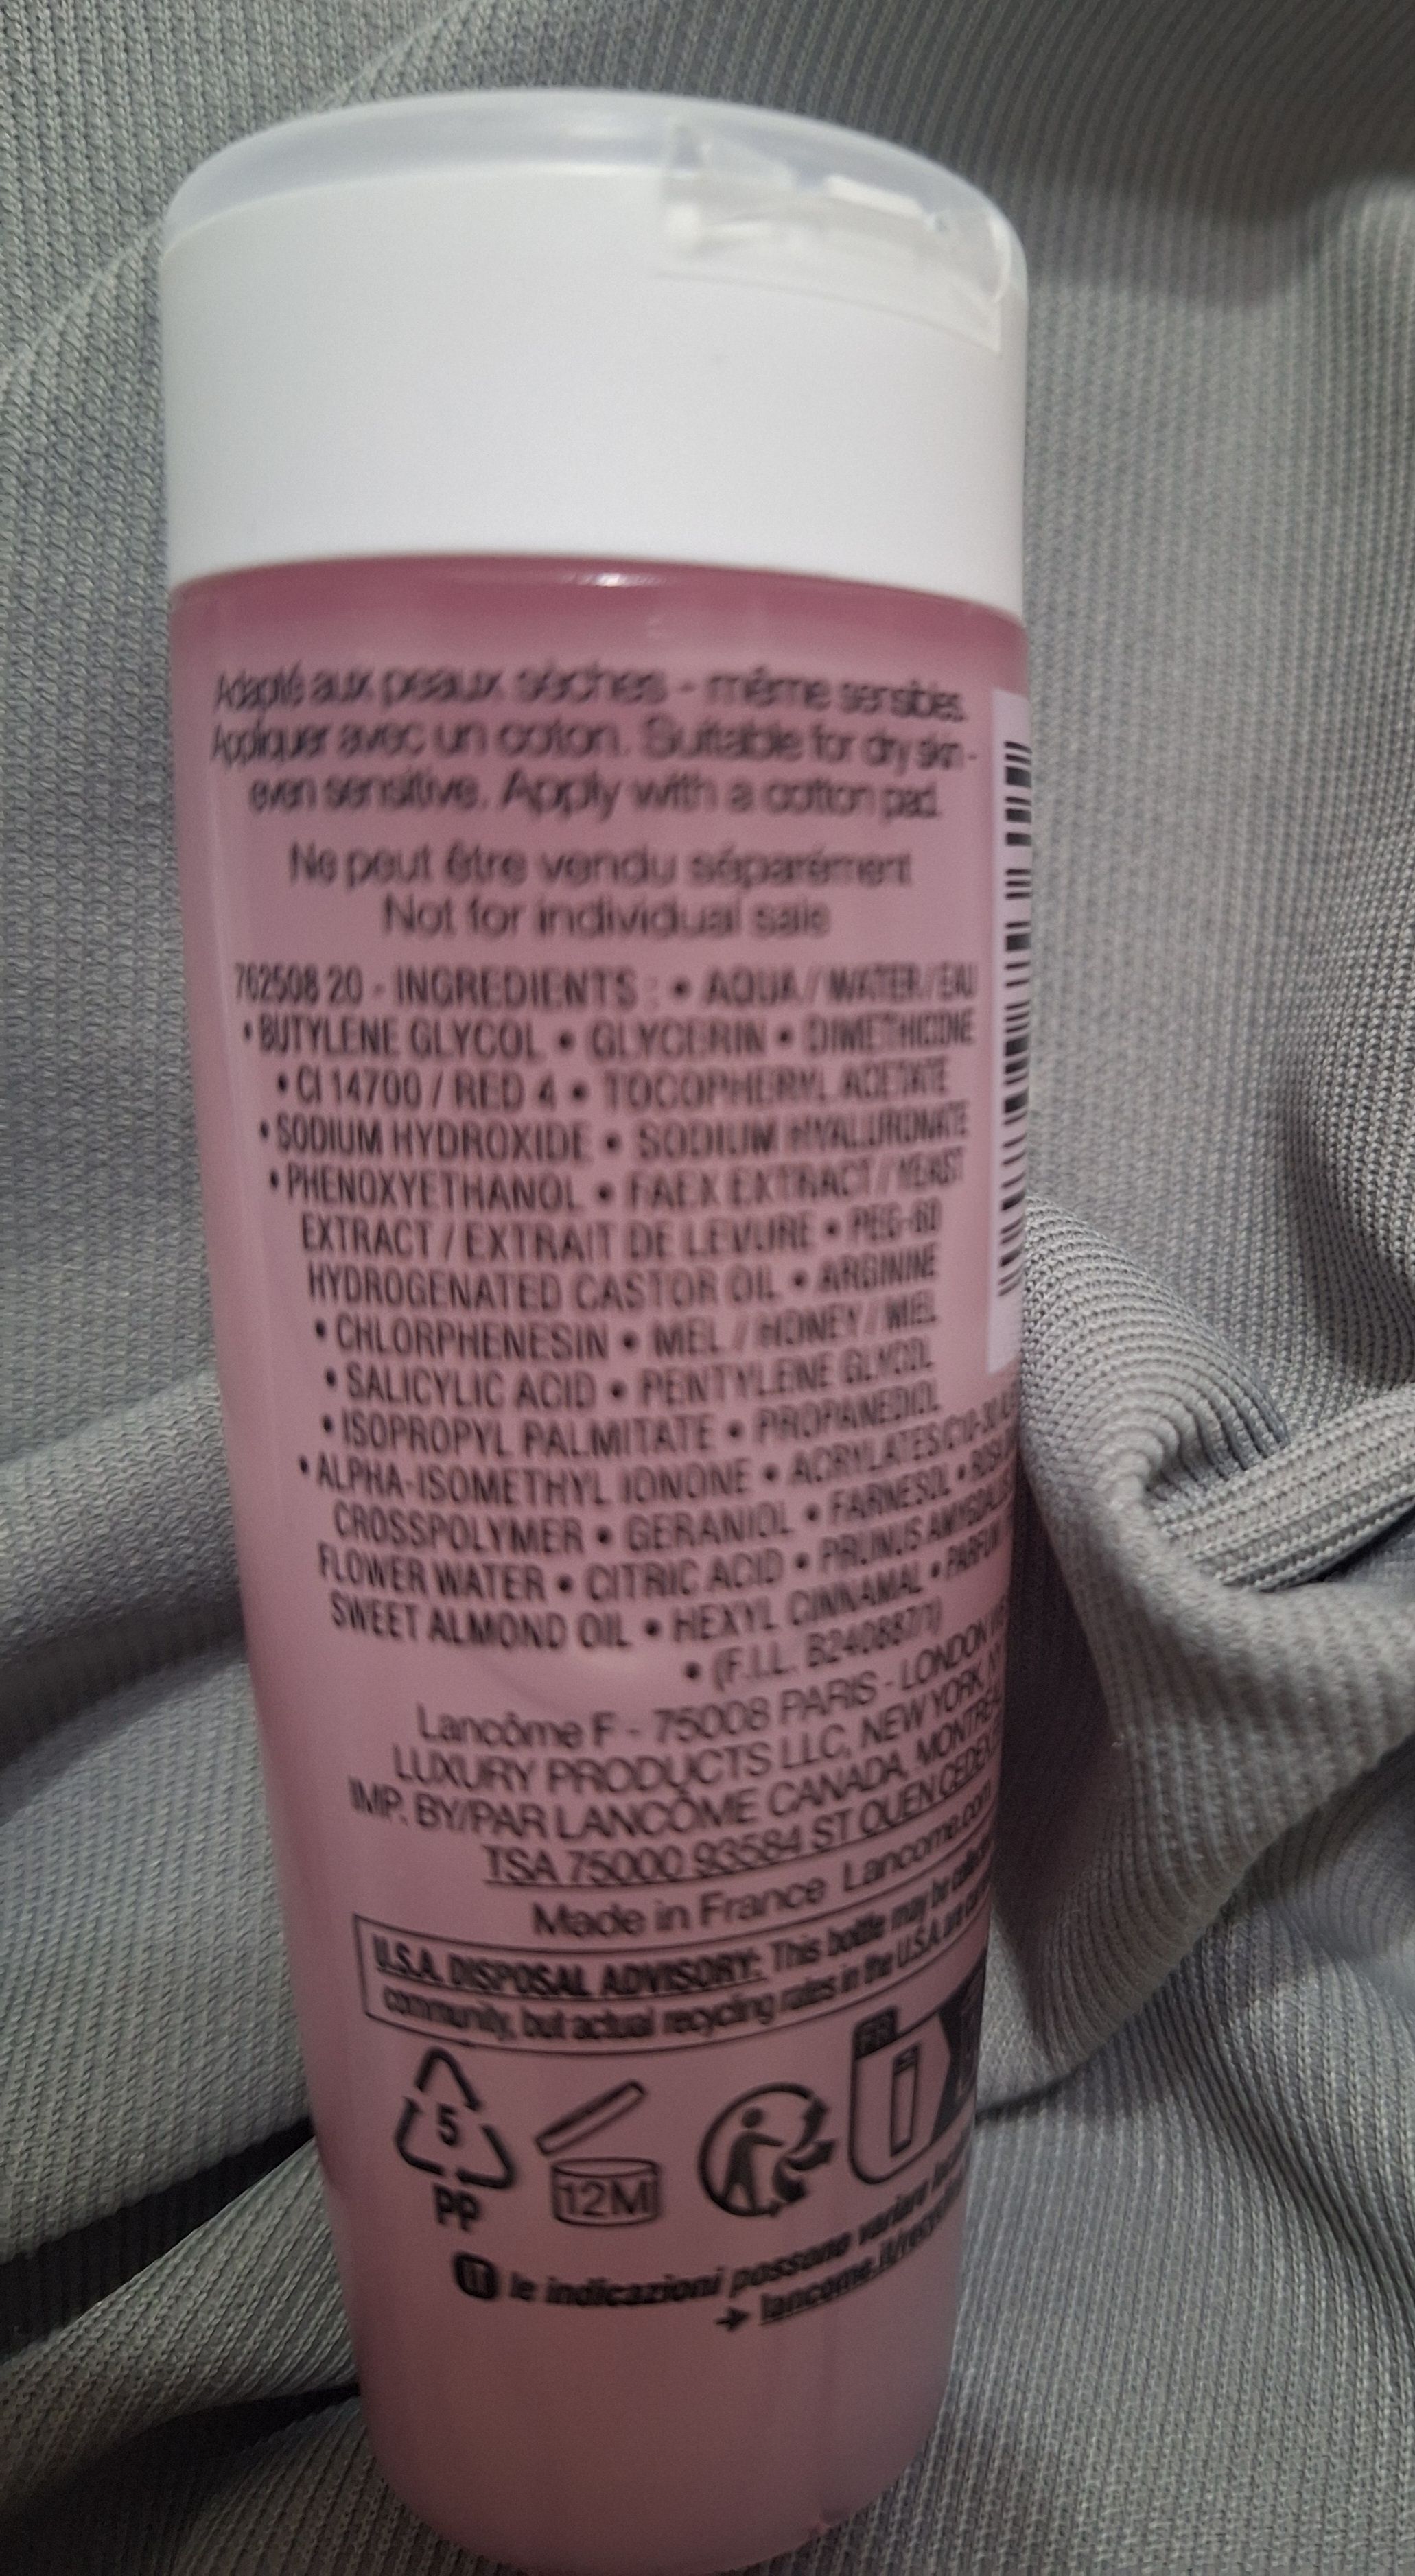 Adapté aux peaux sèches - même sensibles.
Appliquer avec un coton. Suitable for dry skin -
even sensitive. Apply with a cotton pad.
Ne peut être vendu séparément
Not for individual sale
762508 20 - INGREDIENTS : • AQUA / WATER / EAU
• BUTYLENE GLYCOL • GLYCERIN • DIMETHICONE
• CI 14700 / RED 4 • TOCOPHERYL ACETATE
• SODIUM HYDROXIDE • SODIUM HYALURONATE
• PHENOXYETHANOL • FAEX EXTRACT / YEAST
EXTRACT / EXTRAIT DE LEVURE • PEG-60
HYDROGENATED CASTOR OIL • ARGININE
• CHLORPHENESIN • MEL / HONEY / MIEL
• SALICYLIC ACID • PENTYLENE GLYCOL
• ISOPROPYL PALMITATE • PROPANEDIOL
• ALPHA-ISOMETHYL IONONE • ACRYLATES/C10-30
CROSSPOLYMER • GERANIOL • FARNESOL •
FLOWER WATER • CITRIC ACID • PRUNUS
SWEET ALMOND OIL • HEXYL CINNAMAL • PARFUM
• (F.I.L. B240887/1)
Lancôme F - 75008 PARIS - LONDON
LUXURY PRODUCTS LLC, NEW YORK,
IMP. BY/PAR LANCÔME CANADA,
TSA 75000 93584 ST OUEN CEDEX
Made in France Lancome.com
U.S.A. DISPOSAL ADVISORY: This bottle may be
community, but actual recycling rates in the U.S.A.
5
PP
12M
FR
le indicazioni possono variare
→ lancome.it/